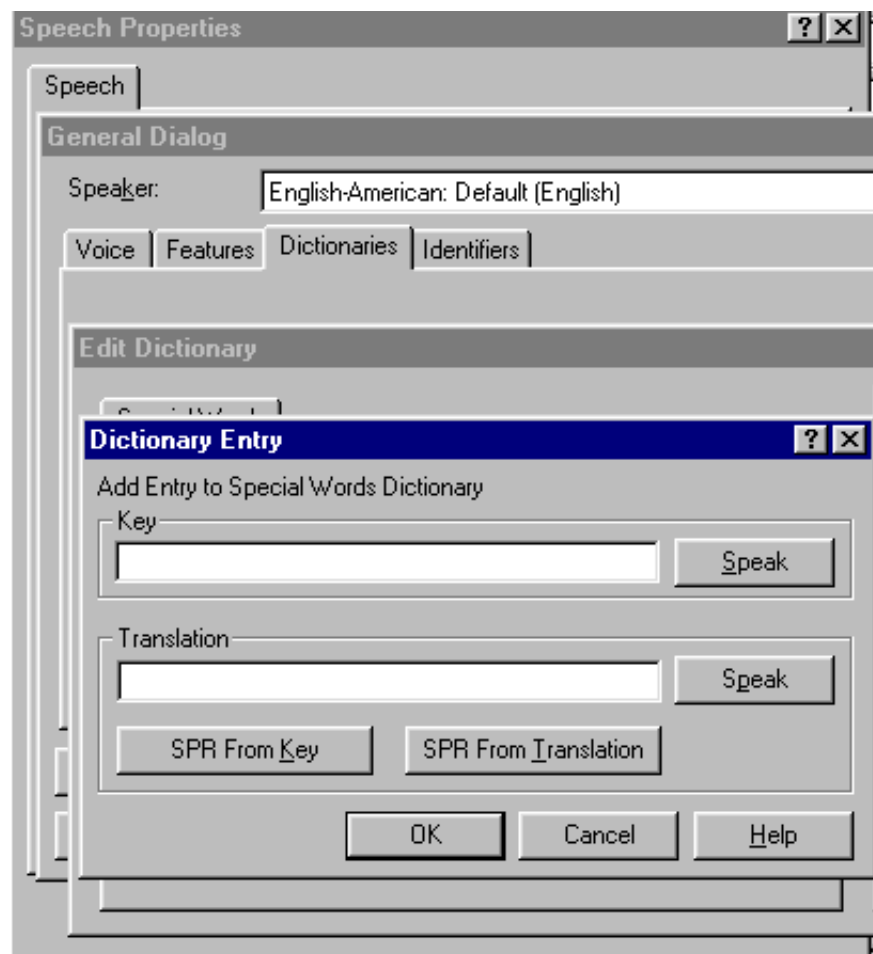 Speech Properties
Speech
General Dialog
Speaker: English-American: Default (English)
Voice Features Dictionaries Identifiers
Edit Dictionary
Dictionary Entry
Add Entry to Special Words Dictionary
Key
Speak
Translation
Speak
SPR From Key SPR From Translation
OK Cancel Help